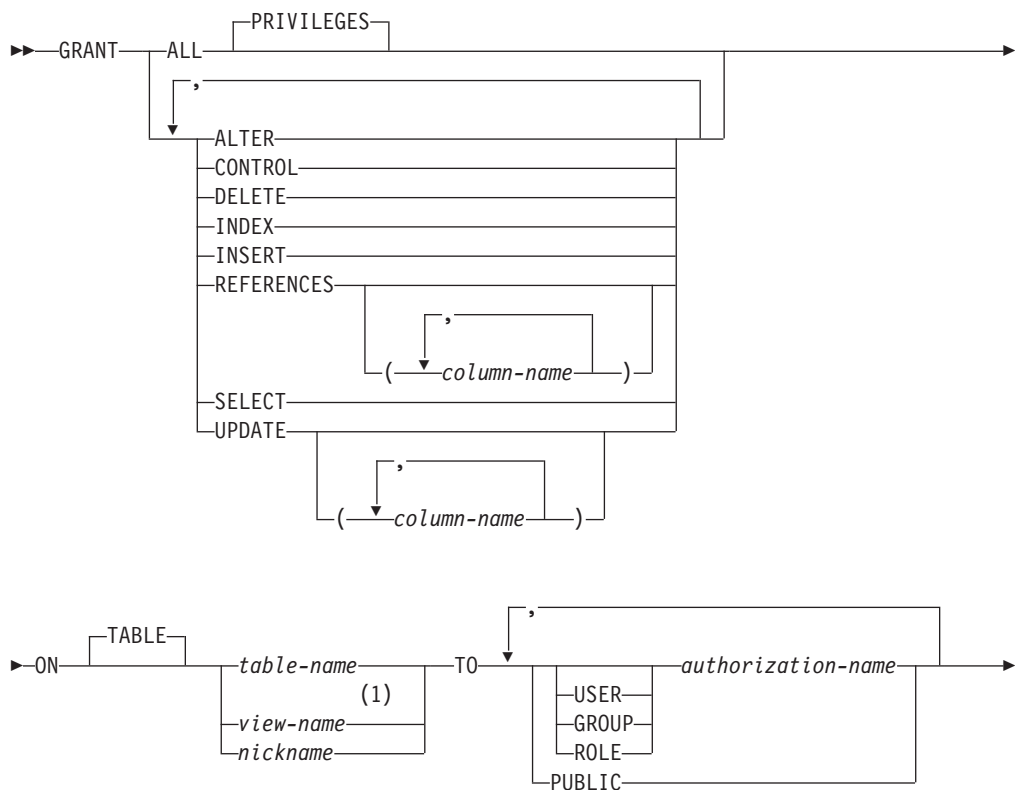 PRIVILEGES
GRANT ALL
,
ALTER
CONTROL
DELETE
INDEX
INSERT
REFERENCES
,
( column-name )
SELECT
UPDATE
,
( column-name )
,
TABLE
ON table-name TO authorization-name
(1) USER
view-name GROUP
nickname ROLE
PUBLIC